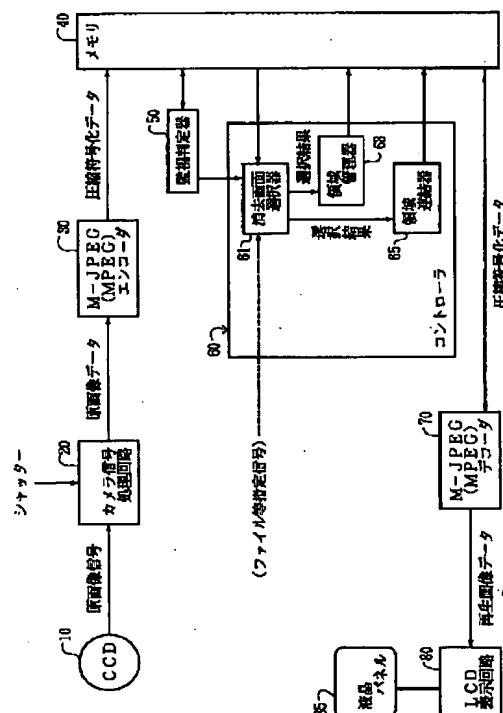 シャッター
10
CCD
原画像信号
20
カメラ信号
処理回路
原画像データ
30
M-JPEG
(MPEG)
エンコーダ
圧縮符号化データ
40
メモリ
50
監視判定器
60
コントローラ
61
消去画面
選択器
選択結果
領域
管理器
68
選択
結果
領域
連結器
65
(ファイル等指定信号)
圧縮符号化データ
70
M-JPEG
(MPEG)
デコーダ
再生画像データ
80
LCD
表示回路
液晶
パネル
85